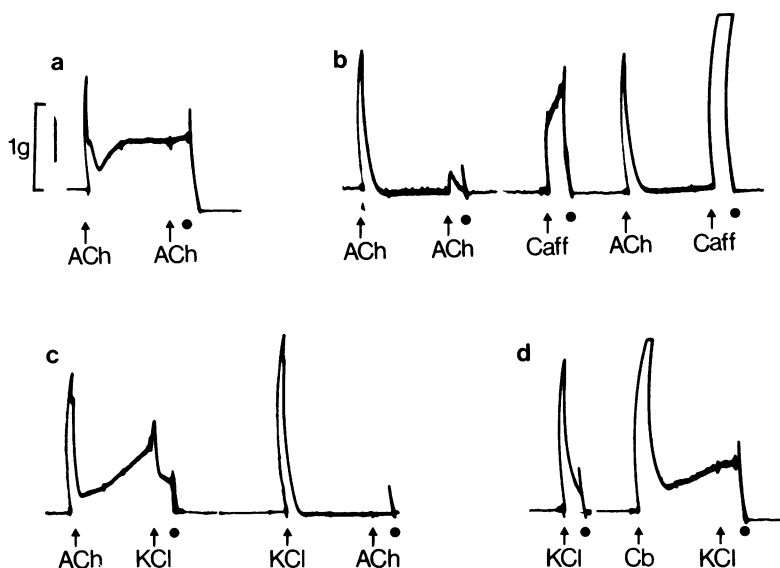 a
b
1g
ACh ACh
ACh ACh Caff ACh Caff
c
d
ACh KCl KCl ACh
KCl Cb KCl